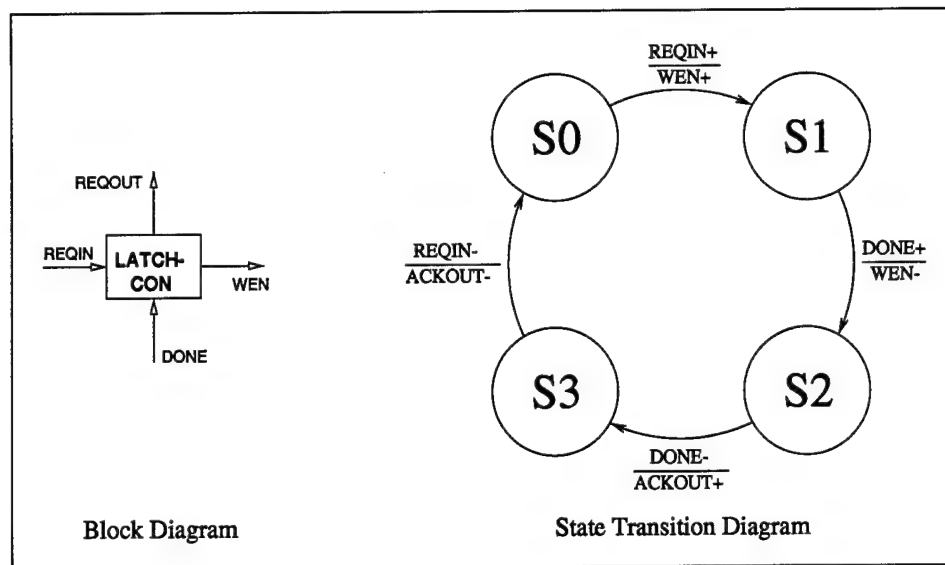 REQOUT
REQIN
LATCH-
CON
WEN
DONE
Block Diagram
REQIN+
WEN+
S0
S1
REQIN-
ACKOUT-
DONE+
WEN-
S3
S2
DONE-
ACKOUT+
State Transition Diagram